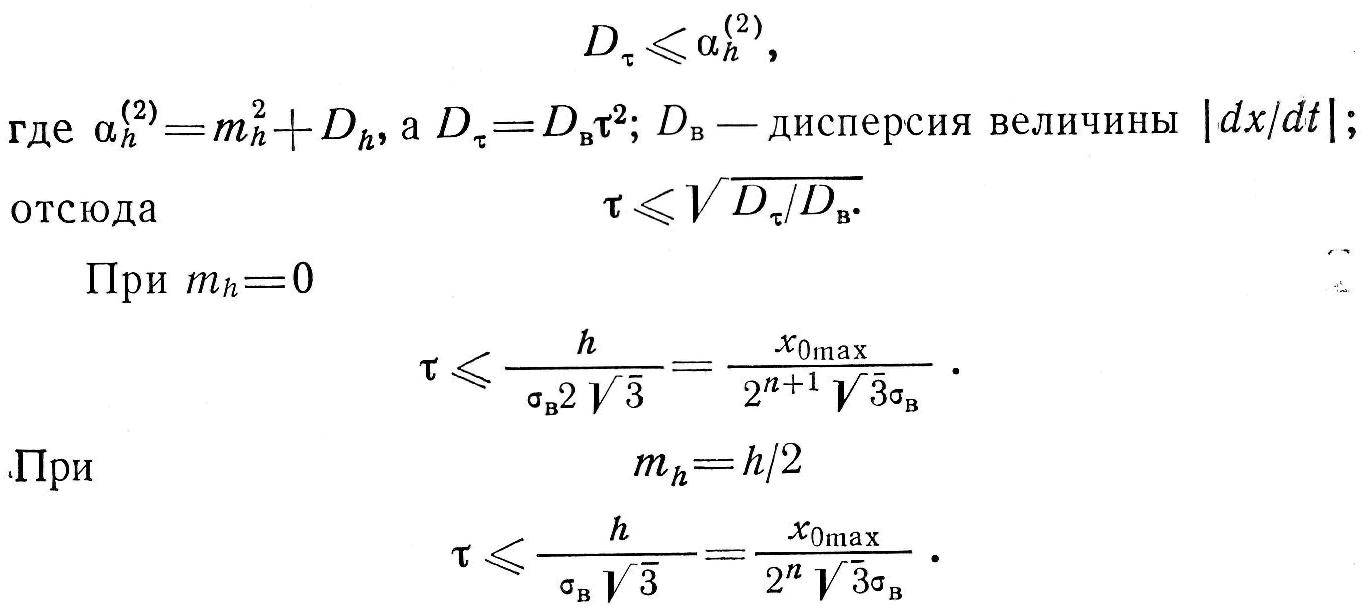 D_τ ⩽ α_h^(2),
где α_h^(2) = m_h^2 + D_h, а D_τ = D_в τ²; D_в — дисперсия величины |dx/dt|;
отсюда τ ⩽ √(D_τ/D_в).
При m_h = 0
τ ⩽ h / (σ_в 2 √3) = x_0max / (2^(n+1) √3 σ_в) .
При m_h = h/2
τ ⩽ h / (σ_в √3) = x_0max / (2^n √3 σ_в) .